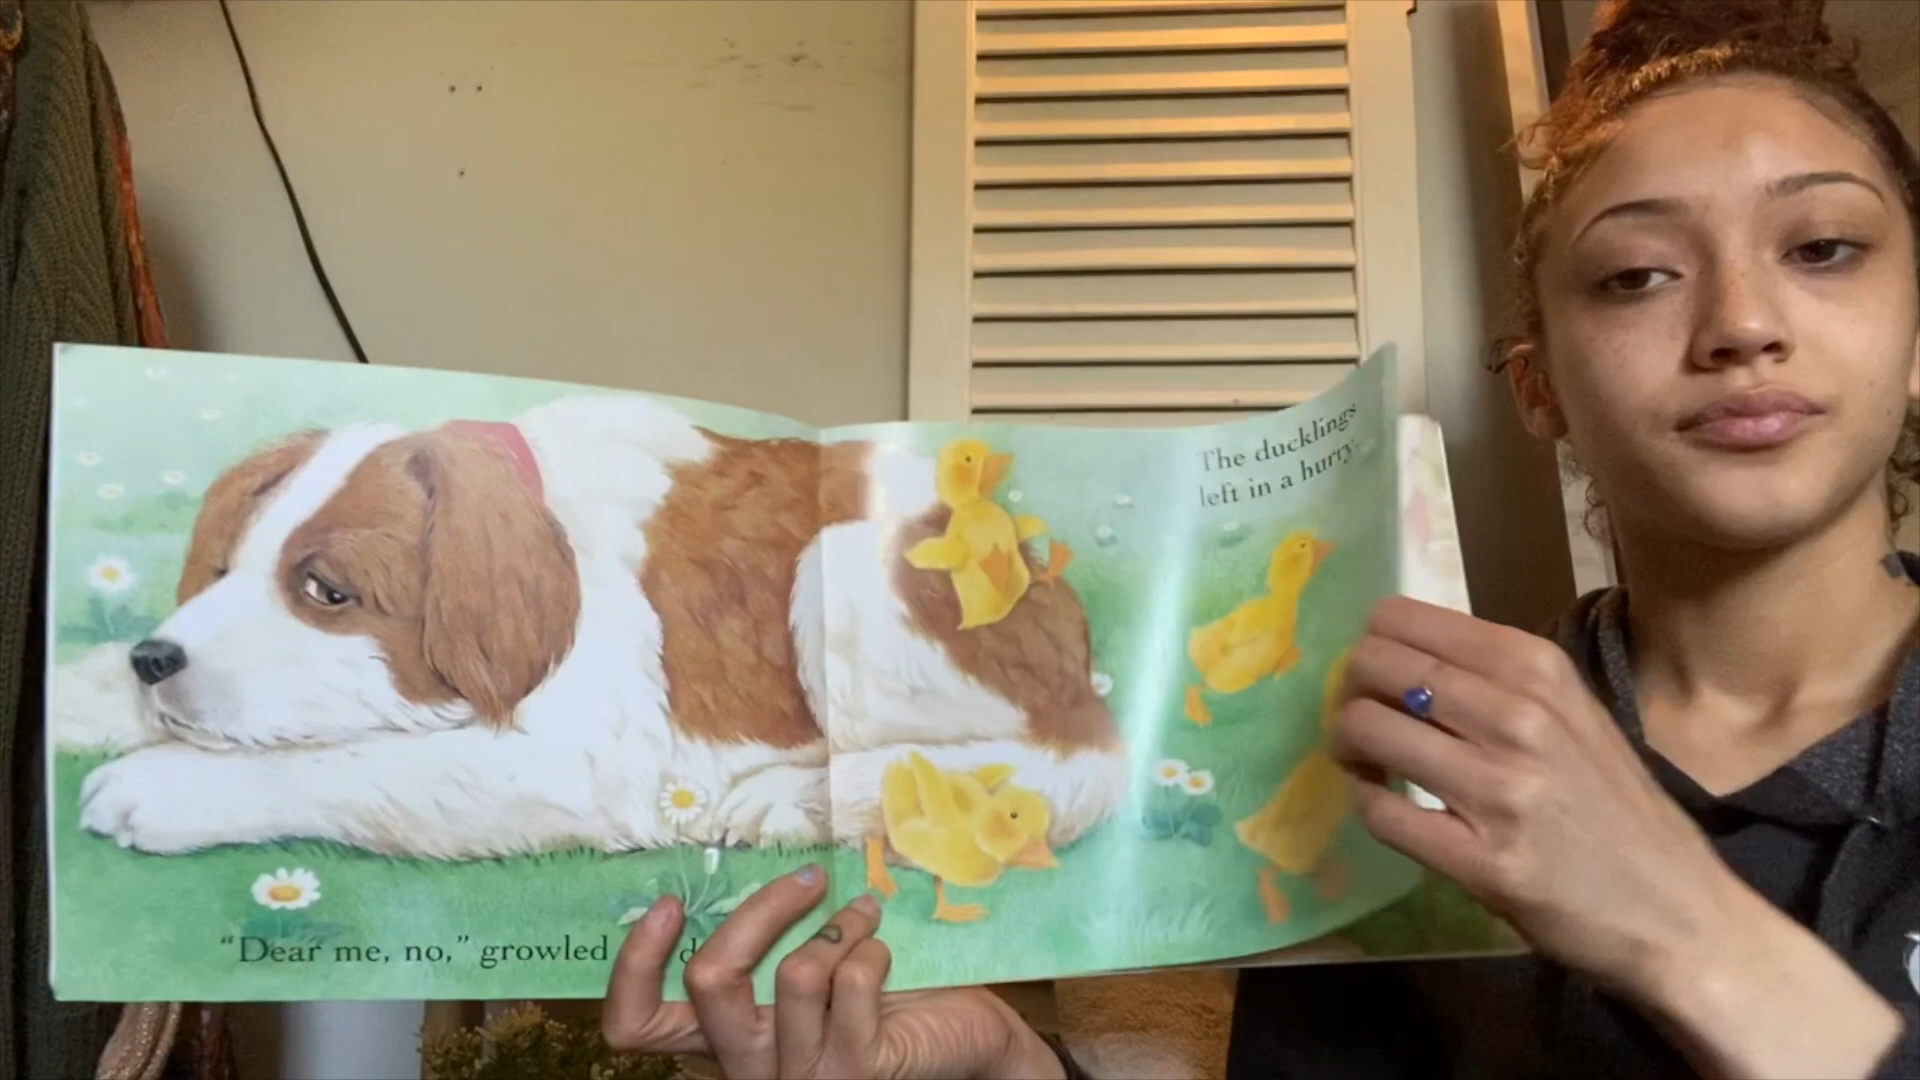 The ducklings
left in a hurry.
"Dear me, no," growled